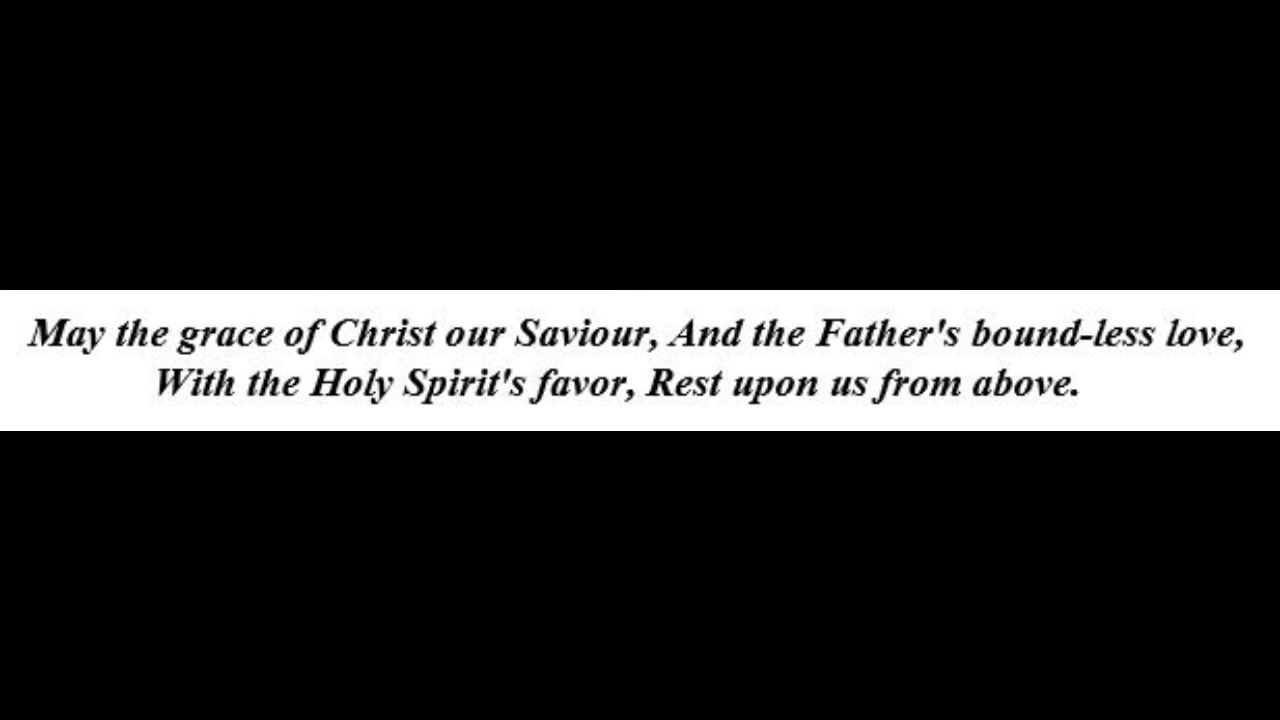 May the grace of Christ our Saviour, And the Father's bound-less love,
With the Holy Spirit's favor, Rest upon us from above.